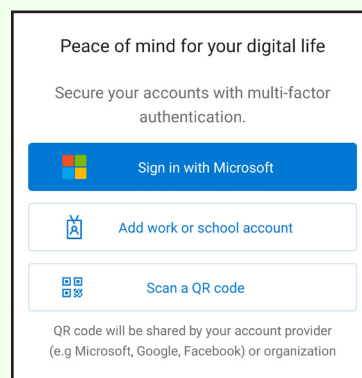 Peace of mind for your digital life
Secure your accounts with multi-factor
authentication.
Sign in with Microsoft
Add work or school account
Scan a QR code
QR code will be shared by your account provider
(e.g Microsoft, Google, Facebook) or organization